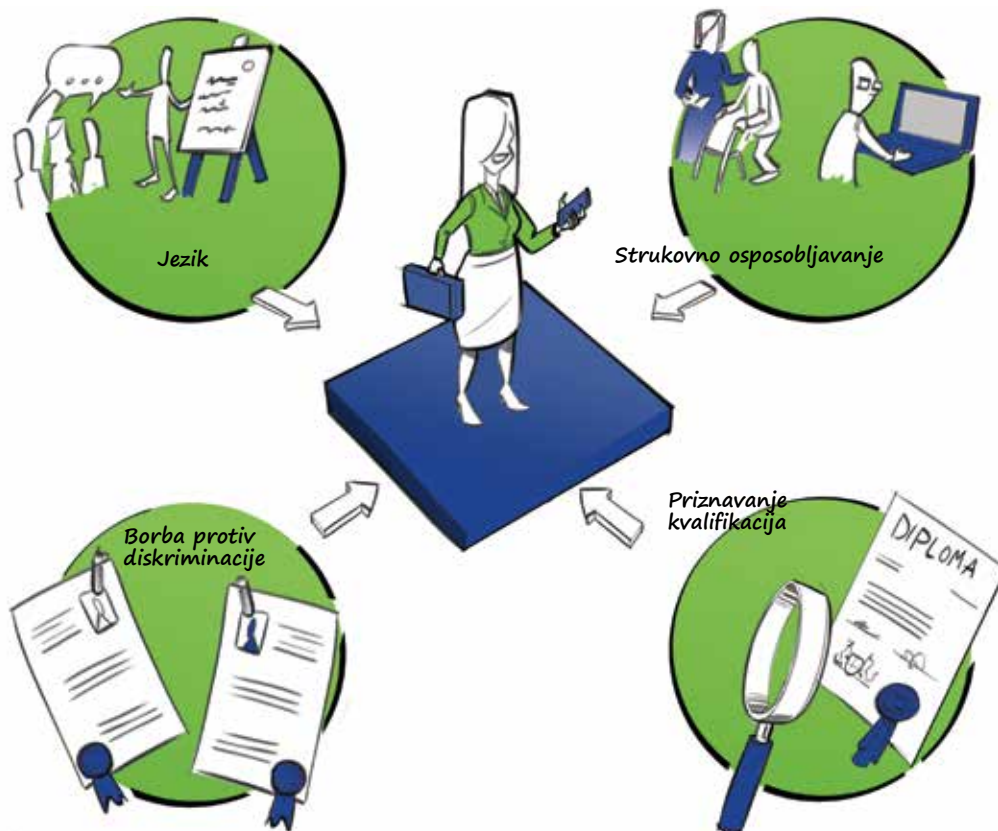 Jezik
Strukovno osposobljavanje
Borba protiv
diskriminacije
Priznavanje
kvalifikacija
DIPLOMA